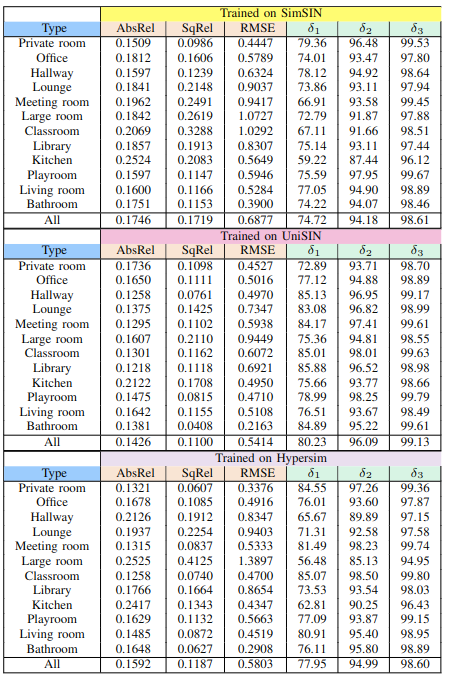 Trained on SimSIN
Type AbsRel SqRel RMSE δ1 δ2 δ3
Private room 0.1509 0.0986 0.4447 79.36 96.48 99.53
Office 0.1812 0.1606 0.5789 74.01 93.47 97.80
Hallway 0.1597 0.1239 0.6324 78.12 94.92 98.64
Lounge 0.1841 0.2148 0.9037 73.86 93.11 97.94
Meeting room 0.1962 0.2491 0.9417 66.91 93.58 99.45
Large room 0.1842 0.2619 1.0727 72.79 91.87 97.88
Classroom 0.2069 0.3288 1.0292 67.11 91.66 98.51
Library 0.1857 0.1913 0.8307 75.14 93.11 97.44
Kitchen 0.2524 0.2083 0.5649 59.22 87.44 96.12
Playroom 0.1597 0.1147 0.5946 75.59 97.95 99.67
Living room 0.1600 0.1166 0.5284 77.05 94.90 98.89
Bathroom 0.1751 0.1153 0.3900 74.22 94.07 98.46
All 0.1746 0.1719 0.6877 74.72 94.18 98.61
Trained on UniSIN
Type AbsRel SqRel RMSE δ1 δ2 δ3
Private room 0.1736 0.1098 0.4527 72.89 93.71 98.70
Office 0.1650 0.1111 0.5016 77.12 94.88 98.89
Hallway 0.1258 0.0761 0.4970 85.13 96.95 99.17
Lounge 0.1375 0.1425 0.7347 83.08 96.82 98.99
Meeting room 0.1295 0.1102 0.5938 84.17 97.41 99.61
Large room 0.1607 0.2110 0.9449 75.36 94.81 98.55
Classroom 0.1301 0.1162 0.6072 85.01 98.01 99.63
Library 0.1218 0.1118 0.6921 85.88 96.52 98.98
Kitchen 0.2122 0.1708 0.4950 75.66 93.77 98.66
Playroom 0.1475 0.0815 0.4710 78.99 98.25 99.79
Living room 0.1642 0.1155 0.5108 76.51 93.67 98.49
Bathroom 0.1381 0.0408 0.2163 84.89 95.22 99.61
All 0.1426 0.1100 0.5414 80.23 96.09 99.13
Trained on Hypersim
Type AbsRel SqRel RMSE δ1 δ2 δ3
Private room 0.1321 0.0607 0.3376 84.55 97.26 99.36
Office 0.1678 0.1085 0.4916 76.01 93.60 97.87
Hallway 0.2126 0.1912 0.8347 65.67 89.89 97.15
Lounge 0.1937 0.2254 0.9403 71.31 92.58 97.58
Meeting room 0.1315 0.0837 0.5333 81.49 98.23 99.74
Large room 0.2525 0.4125 1.3897 56.48 85.13 94.95
Classroom 0.1258 0.0740 0.4700 85.07 98.50 99.80
Library 0.1766 0.1664 0.8654 73.53 93.54 98.03
Kitchen 0.2417 0.1343 0.4347 62.81 90.25 96.43
Playroom 0.1629 0.1132 0.5663 77.09 93.87 99.15
Living room 0.1485 0.0872 0.4519 80.91 95.40 98.95
Bathroom 0.1648 0.0627 0.2908 76.11 95.80 98.89
All 0.1592 0.1187 0.5803 77.95 94.99 98.60